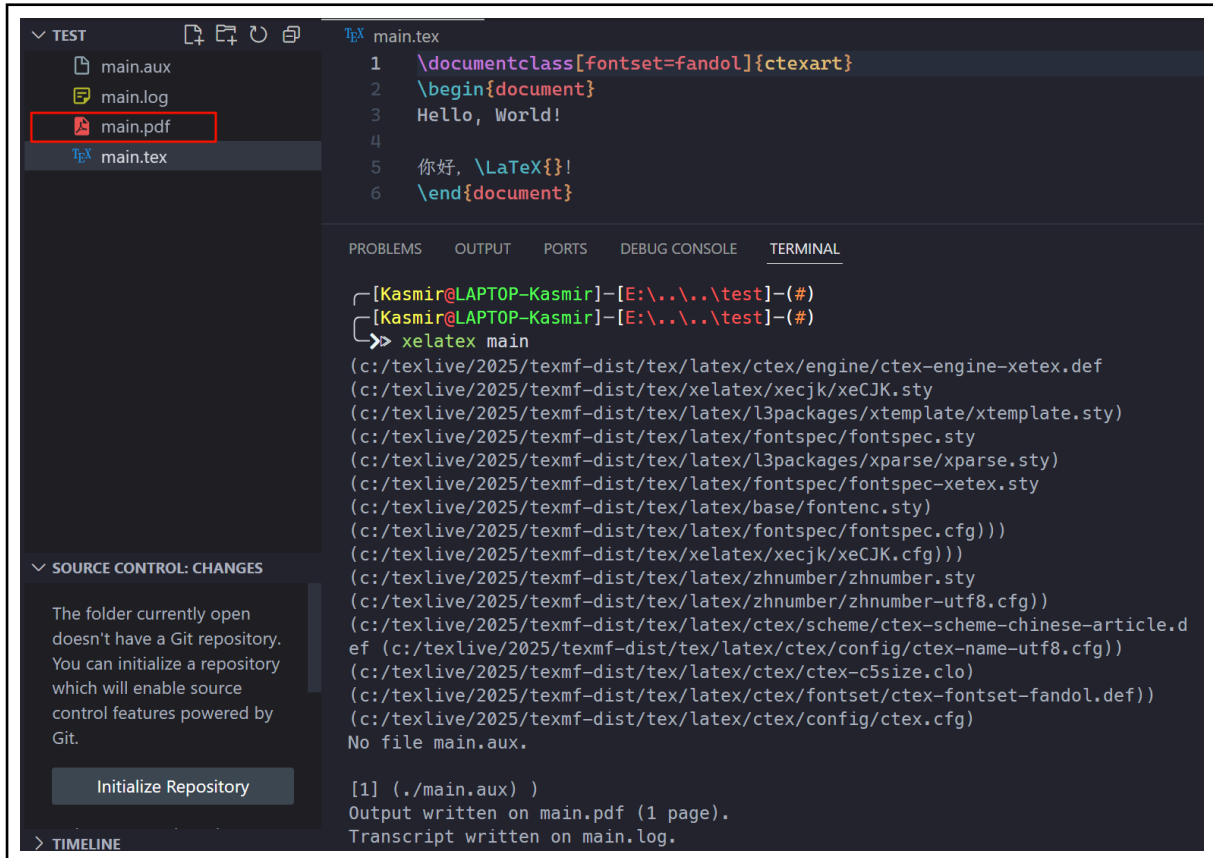 TEST
main.aux
main.log
main.pdf
TEX main.tex
SOURCE CONTROL: CHANGES
The folder currently open
doesn't have a Git repository.
You can initialize a repository
which will enable source
control features powered by
Git.
Initialize Repository
TIMELINE
TEX main.tex
1 \documentclass[fontset=fandol]{ctexart}
2 \begin{document}
3 Hello, World!
4
5 你好，\LaTeX{}!
6 \end{document}
PROBLEMS OUTPUT PORTS DEBUG CONSOLE TERMINAL
[Kasmir@LAPTOP-Kasmir]-[E:\..\..\test]-(#)
[Kasmir@LAPTOP-Kasmir]-[E:\..\..\test]-(#)
xelatex main
(c:/texlive/2025/texmf-dist/tex/latex/ctex/engine/ctex-engine-xetex.def
(c:/texlive/2025/texmf-dist/tex/xelatex/xecjk/xeCJK.sty
(c:/texlive/2025/texmf-dist/tex/latex/l3packages/xtemplate/xtemplate.sty)
(c:/texlive/2025/texmf-dist/tex/latex/fontspec/fontspec.sty
(c:/texlive/2025/texmf-dist/tex/latex/l3packages/xparse/xparse.sty)
(c:/texlive/2025/texmf-dist/tex/latex/fontspec/fontspec-xetex.sty
(c:/texlive/2025/texmf-dist/tex/latex/base/fontenc.sty)
(c:/texlive/2025/texmf-dist/tex/latex/fontspec/fontspec.cfg)))
(c:/texlive/2025/texmf-dist/tex/xelatex/xecjk/xeCJK.cfg)))
(c:/texlive/2025/texmf-dist/tex/latex/zhnumber/zhnumber.sty
(c:/texlive/2025/texmf-dist/tex/latex/zhnumber/zhnumber-utf8.cfg))
(c:/texlive/2025/texmf-dist/tex/latex/ctex/scheme/ctex-scheme-chinese-article.d
ef (c:/texlive/2025/texmf-dist/tex/latex/ctex/config/ctex-name-utf8.cfg))
(c:/texlive/2025/texmf-dist/tex/latex/ctex/ctex-c5size.clo)
(c:/texlive/2025/texmf-dist/tex/latex/ctex/fontset/ctex-fontset-fandol.def))
(c:/texlive/2025/texmf-dist/tex/latex/ctex/config/ctex.cfg)
No file main.aux.
[1] (./main.aux) )
Output written on main.pdf (1 page).
Transcript written on main.log.